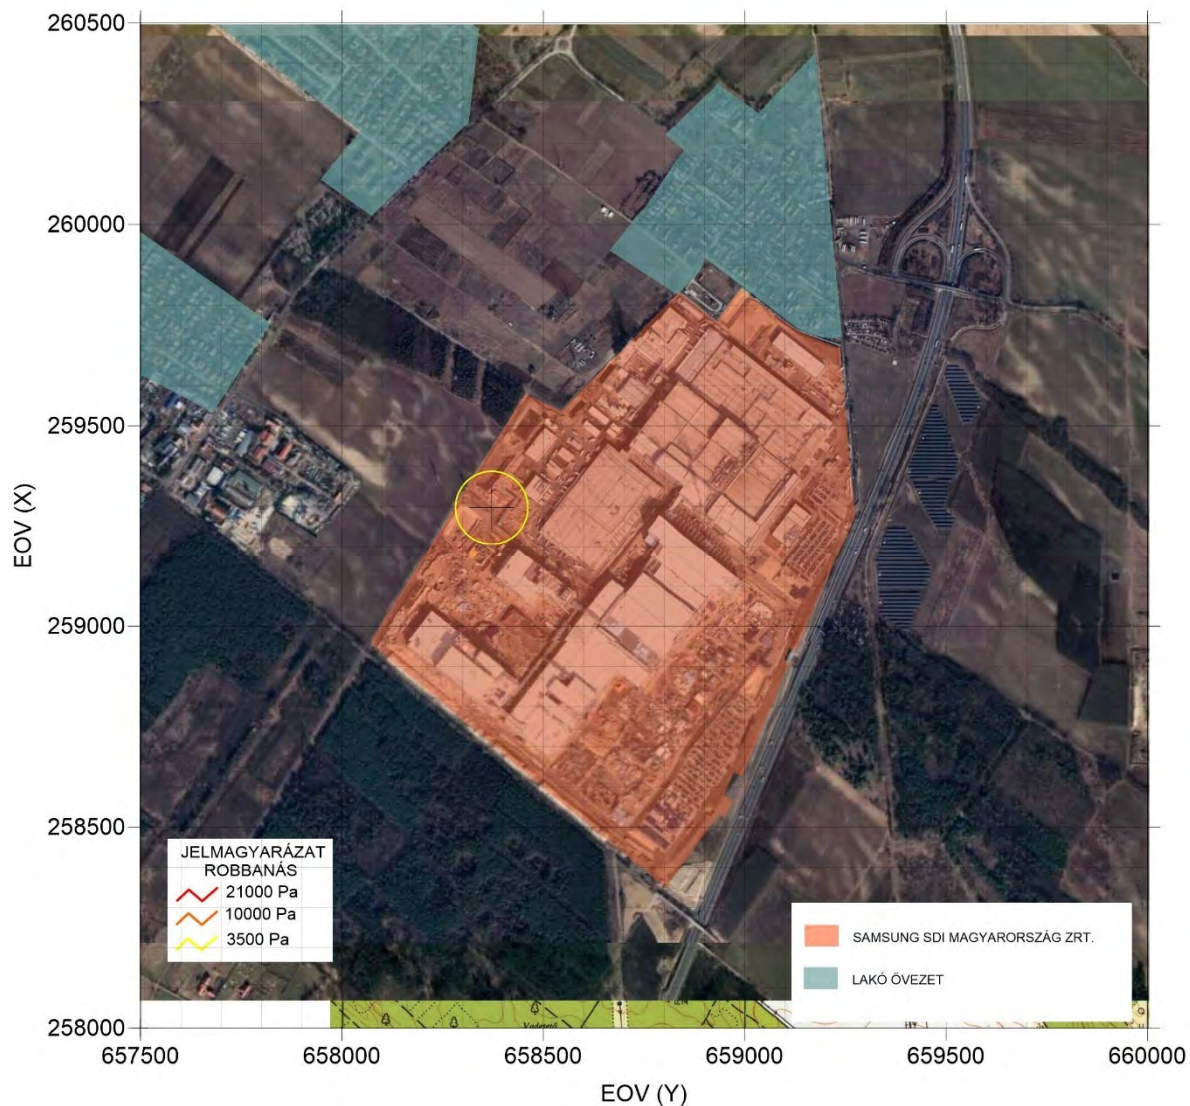 260500
260000
259500
259000
258500
258000
EOV (X)
JELMAGYARÁZAT
ROBBANÁS
21000 Pa
10000 Pa
3500 Pa
SAMSUNG SDI MAGYARORSZÁG ZRT.
LAKÓ ÖVEZET
Vadetető
657500
658000
658500
659000
659500
660000
EOV (Y)